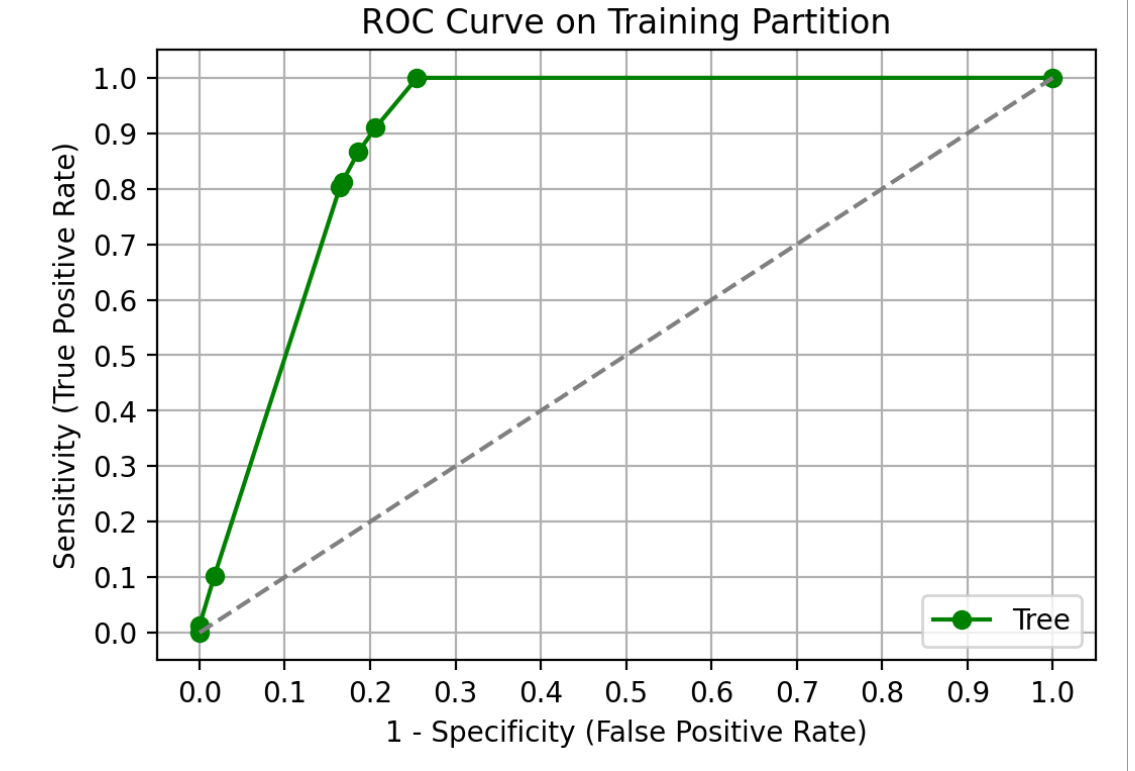 ROC Curve on Training Partition
Sensitivity (True Positive Rate)
1.0
0.9
0.8
0.7
0.6
0.5
0.4
0.3
0.2
0.1
0.0
Tree
0.0 0.1 0.2 0.3 0.4 0.5 0.6 0.7 0.8 0.9 1.0
1 - Specificity (False Positive Rate)